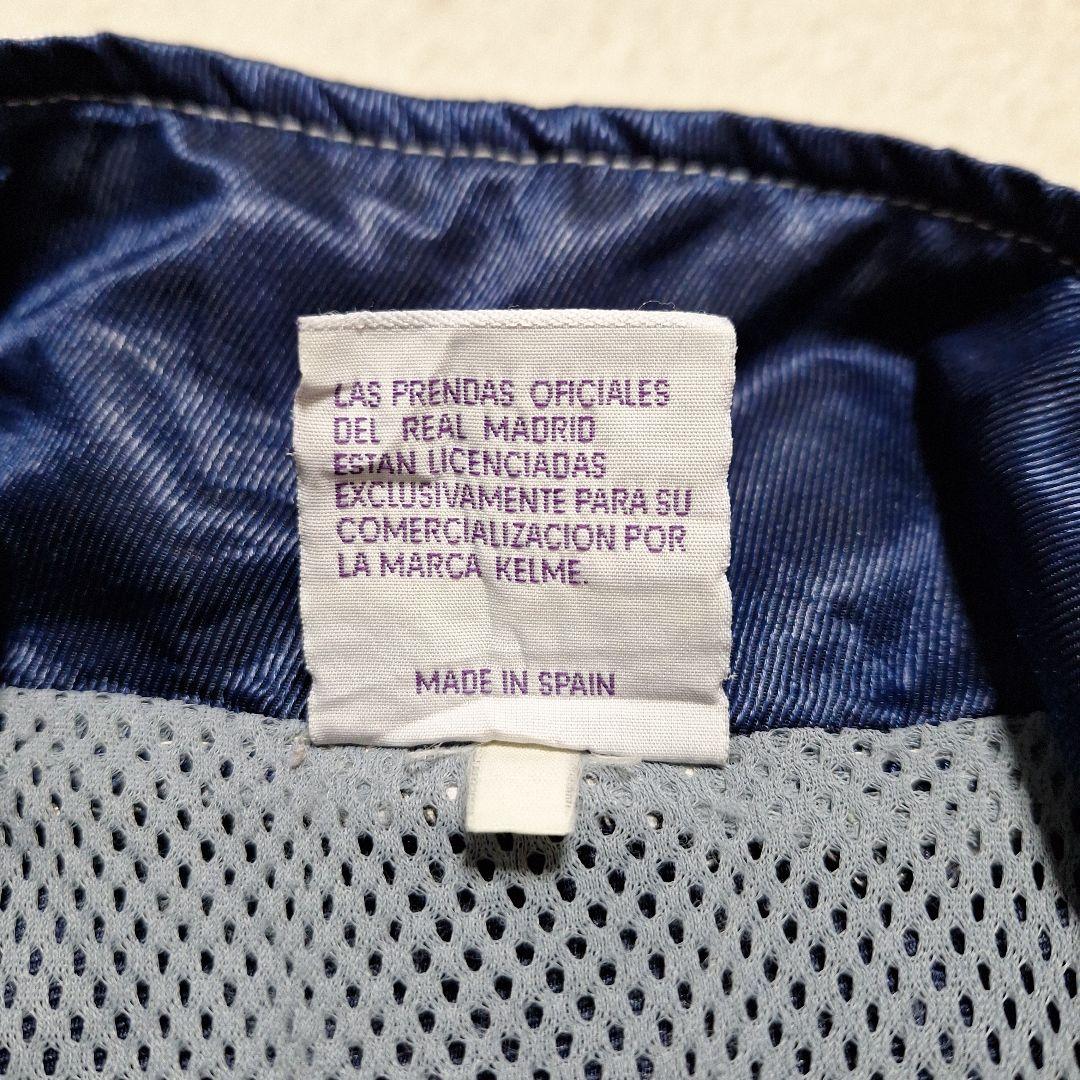 LAS PRENDAS OFICIALES
DEL REAL MADRID
ESTAN LICENCIADAS
EXCLUSIVAMENTE PARA SU
COMERCIALIZACION POR
LA MARCA KELME.
MADE IN SPAIN